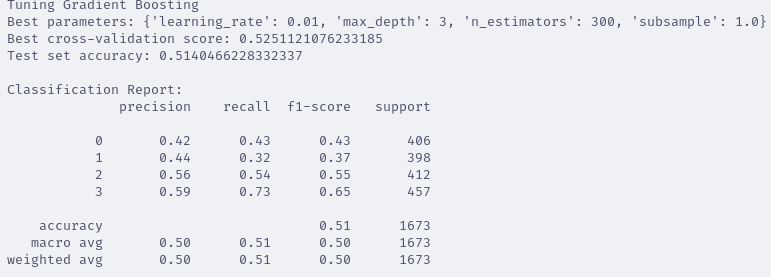 Tuning Gradient Boosting
Best parameters: {'learning_rate': 0.01, 'max_depth': 3, 'n_estimators': 300, 'subsample': 1.0}
Best cross-validation score: 0.5251121076233185
Test set accuracy: 0.5140466228332337
Classification Report:
precision recall f1-score support
0 0.42 0.43 0.43 406
1 0.44 0.32 0.37 398
2 0.56 0.54 0.55 412
3 0.59 0.73 0.65 457
accuracy 0.51 1673
macro avg 0.50 0.51 0.50 1673
weighted avg 0.50 0.51 0.50 1673